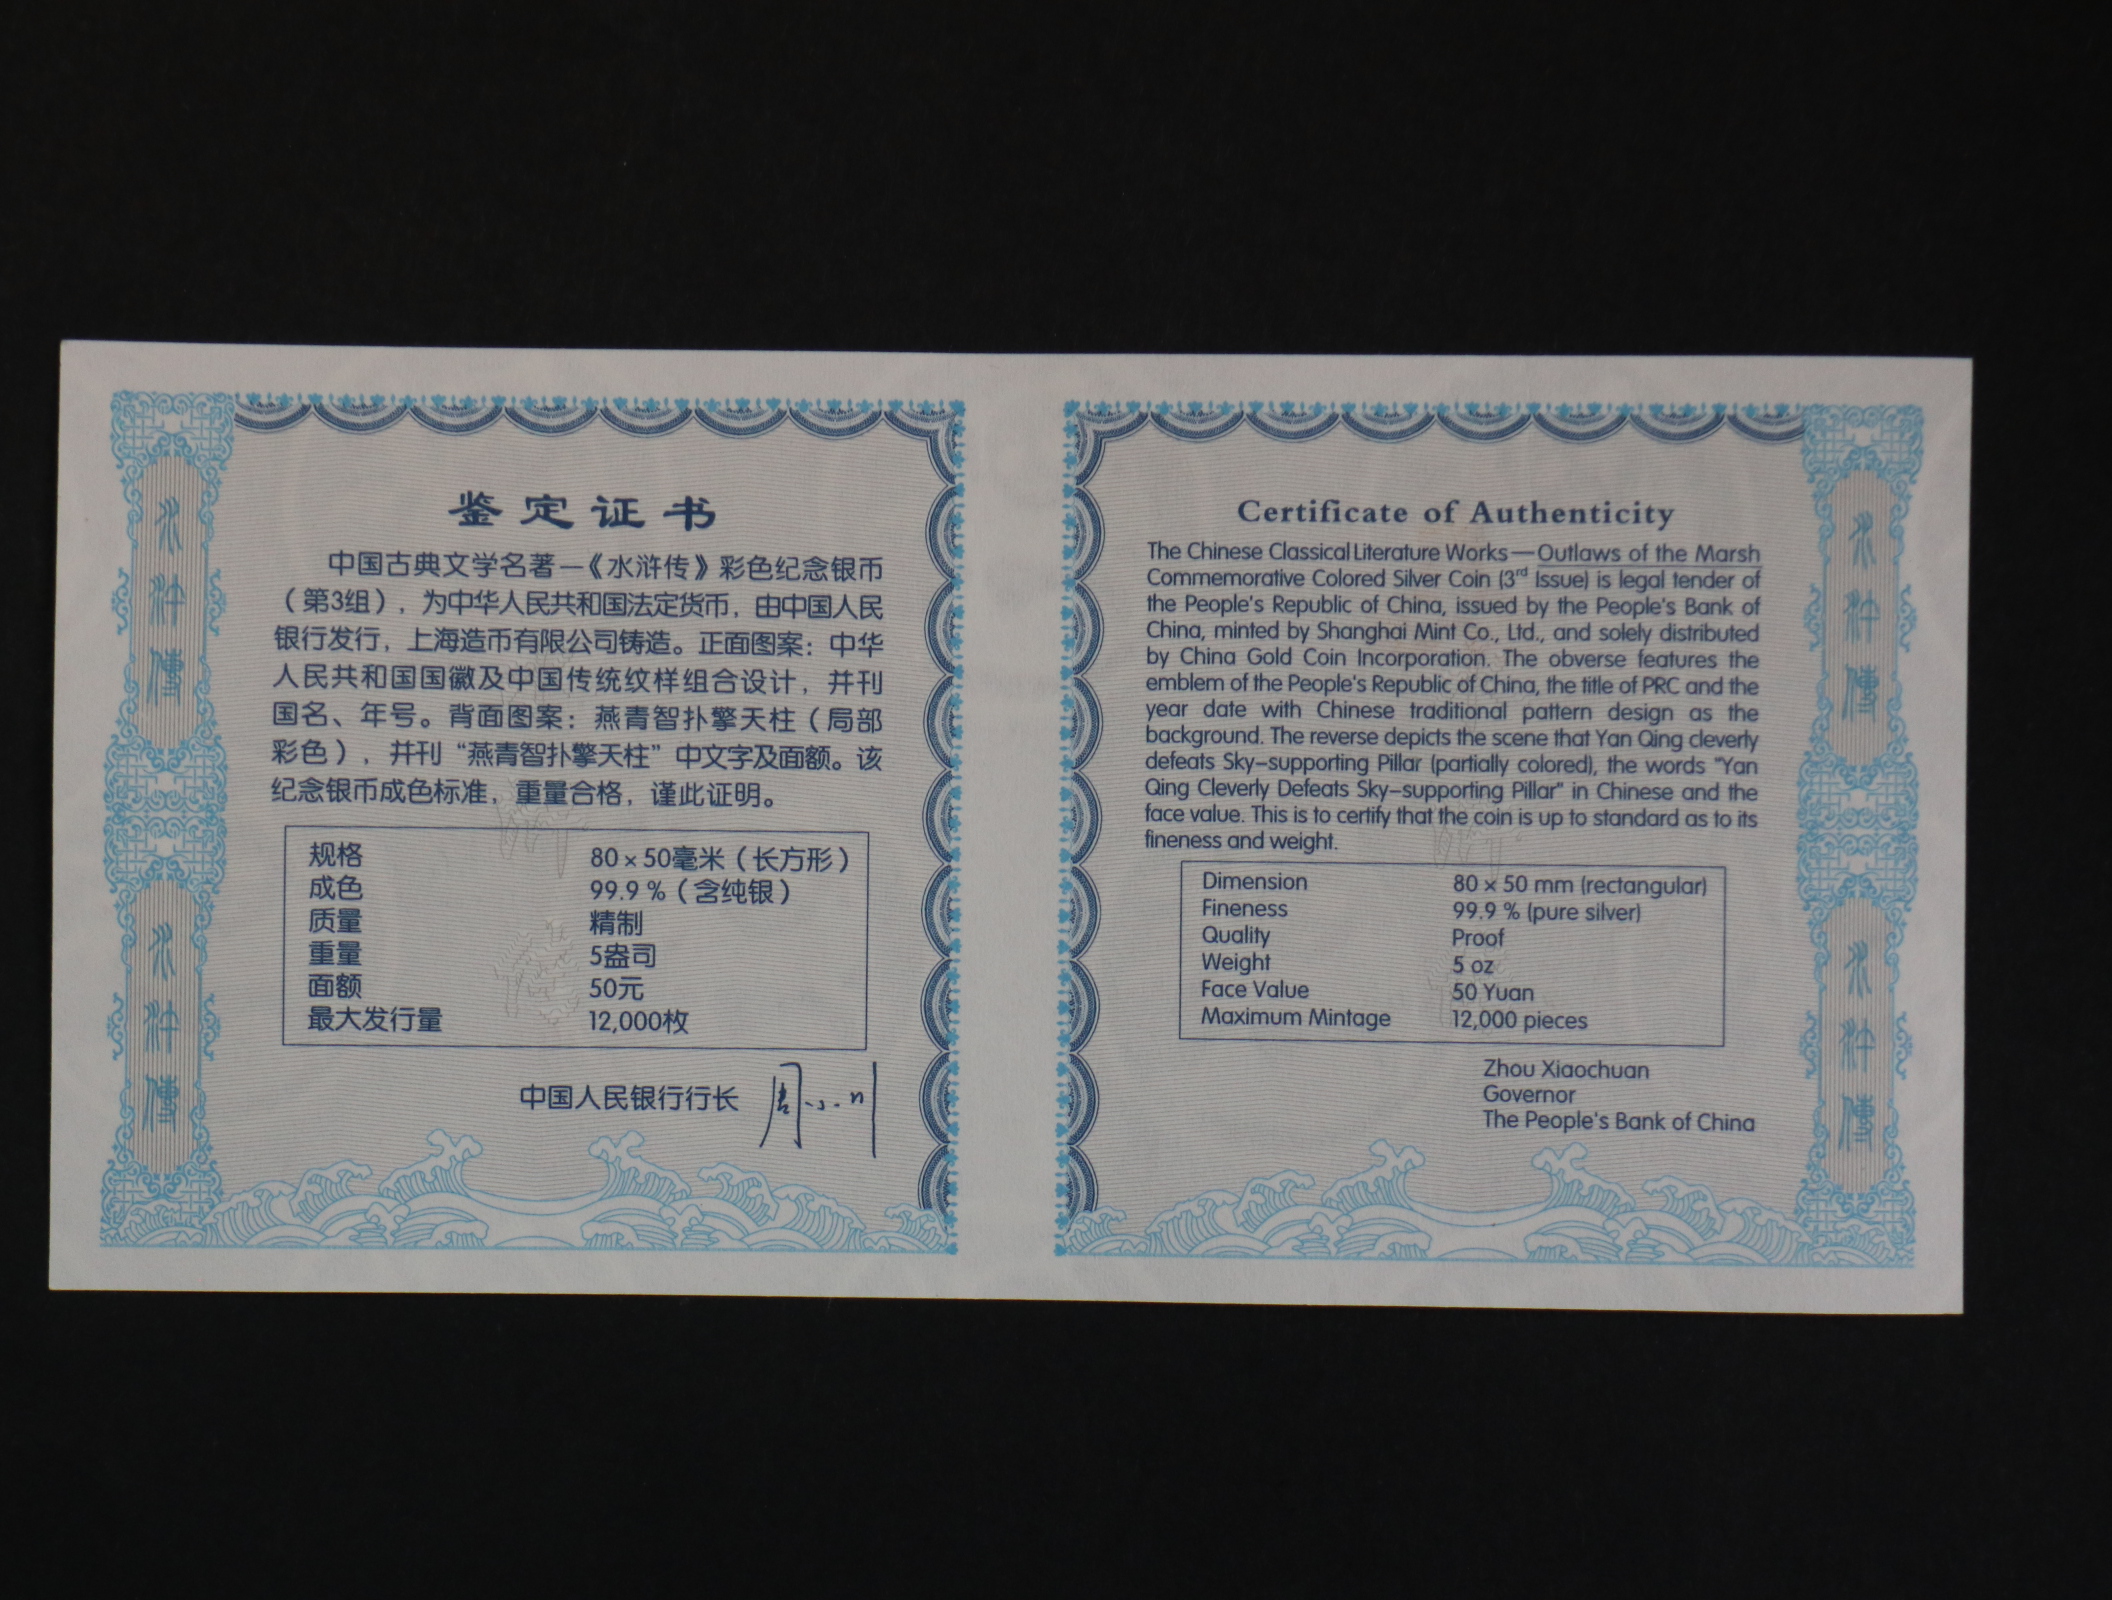 鉴定证书
中国古典文学名著—《水浒传》彩色纪念银币
（第3组），为中华人民共和国法定货币，由中国人民
银行发行，上海造币有限公司铸造。正面图案：中华
人民共和国国徽及中国传统纹样组合设计，并刊
国名、年号。背面图案：燕青智扑擎天柱（局部
彩色），并刊“燕青智扑擎天柱”中文字及面额。该
纪念银币成色标准，重量合格，谨此证明。
规格 80×50毫米（长方形）
成色 99.9％（含纯银）
质量 精制
重量 5盎司
面额 50元
最大发行量 12,000枚
中国人民银行行长 周小川
水浒傳
水浒傳
Certificate of Authenticity
The Chinese Classical Literature Works—Outlaws of the Marsh
Commemorative Colored Silver Coin (3rd Issue) is legal tender of
the People's Republic of China, issued by the People's Bank of
China, minted by Shanghai Mint Co., Ltd., and solely distributed
by China Gold Coin Incorporation. The obverse features the
emblem of the People's Republic of China, the title of PRC and the
year date with Chinese traditional pattern design as the
background. The reverse depicts the scene that Yan Qing cleverly
defeats Sky–supporting Pillar (partially colored), the words "Yan
Qing Cleverly Defeats Sky–supporting Pillar" in Chinese and the
face value. This is to certify that the coin is up to standard as to its
fineness and weight.
Dimension 80 × 50 mm (rectangular)
Fineness 99.9 % (pure silver)
Quality Proof
Weight 5 oz
Face Value 50 Yuan
Maximum Mintage 12,000 pieces
Zhou Xiaochuan
Governor
The People's Bank of China
水浒傳
水浒傳